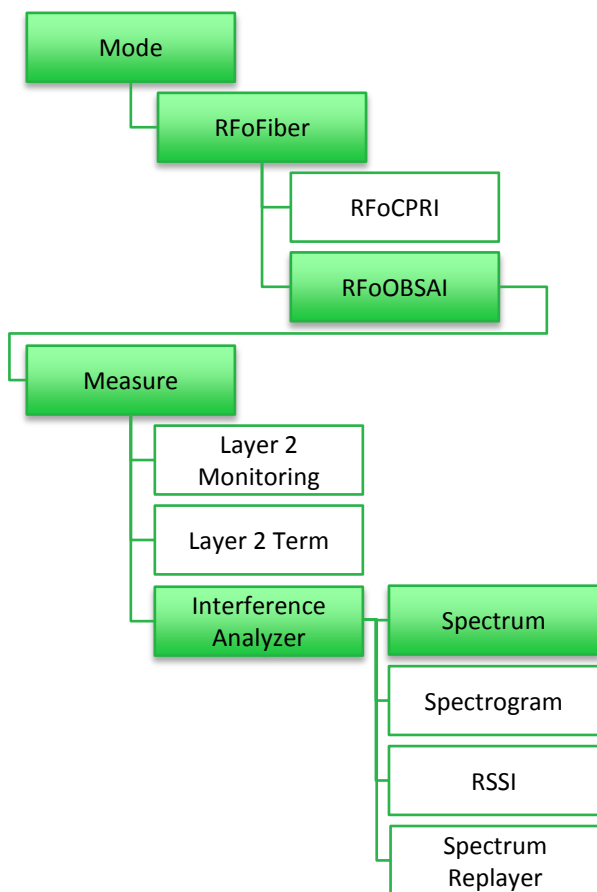 Mode
RFoFiber
RFoCPRI
RFoOBSAI
Measure
Layer 2
Monitoring
Layer 2 Term
Interference
Analyzer
Spectrum
Spectrogram
RSSI
Spectrum
Replayer